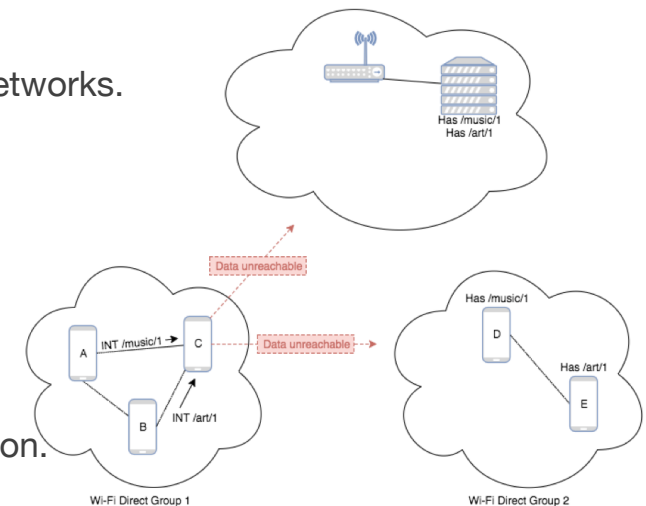 etworks.
Has /music/1
Has /art/1
Data unreachable
Has /music/1
INT /music/1
A
C
Data unreachable
D
Has /art/1
E
B
INT /art/1
on.
Wi-Fi Direct Group 1
Wi-Fi Direct Group 2